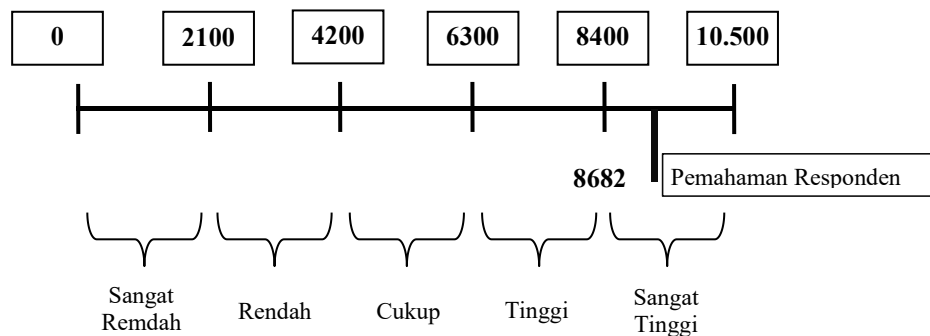 0 2100 4200 6300 8400 10.500
8682 Pemahaman Responden
Sangat Remdah
Rendah
Cukup
Tinggi
Sangat Tinggi